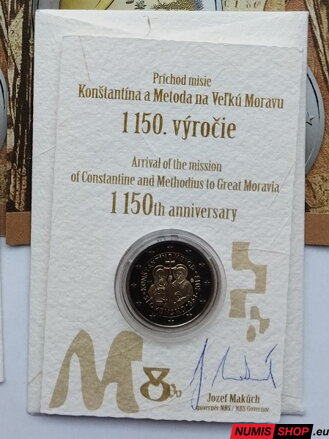 Príchod misie
Konštantína a Metoda na Veľkú Moravu
1 150. výročie
Arrival of the mission
of Constantine and Methodius to Great Moravia
1 150th anniversary
Jozef Makúch
guvernér NBS / NBS Governor
NUMIS SHOP.eu